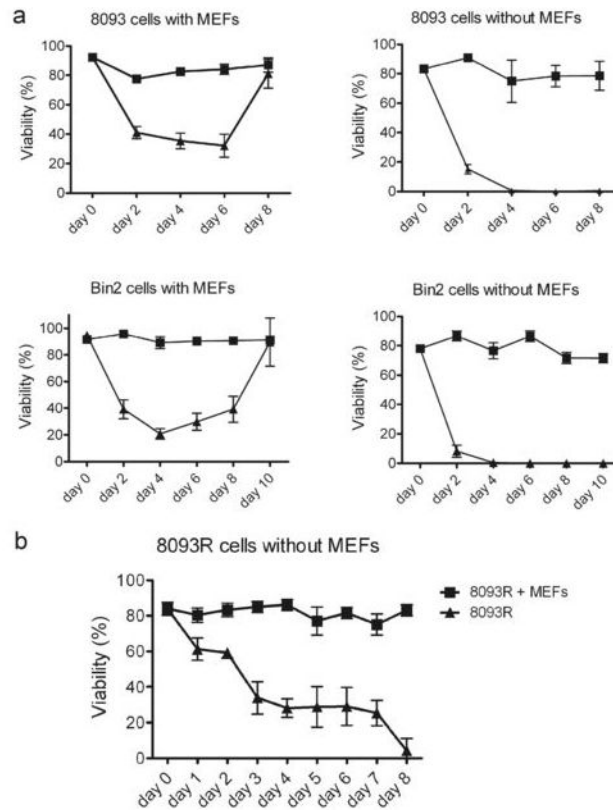 a
8093 cells with MEFs
Viability (%)
100
80
60
40
20
0
day 0
day 2
day 4
day 6
day 8
8093 cells without MEFs
Viability (%)
100
80
60
40
20
0
day 0
day 2
day 4
day 6
day 8
Bin2 cells with MEFs
Viability (%)
100
80
60
40
20
0
day 0
day 2
day 4
day 6
day 8
day 10
Bin2 cells without MEFs
Viability (%)
100
80
60
40
20
0
day 0
day 2
day 4
day 6
day 8
day 10
b
8093R cells without MEFs
Viability (%)
100
80
60
40
20
0
day 0
day 1
day 2
day 3
day 4
day 5
day 6
day 7
day 8
8093R + MEFs
8093R